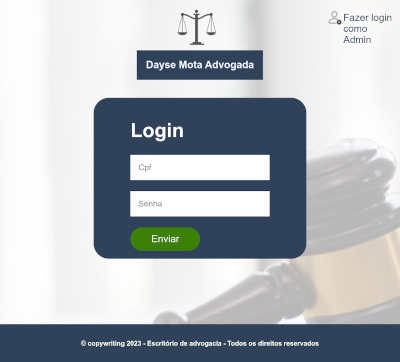 Fazer login
como
Admin
Dayse Mota Advogada
Login
Cpf
Senha
Enviar
© copywriting 2023 - Escritório de advogacia - Todos os direitos reservados